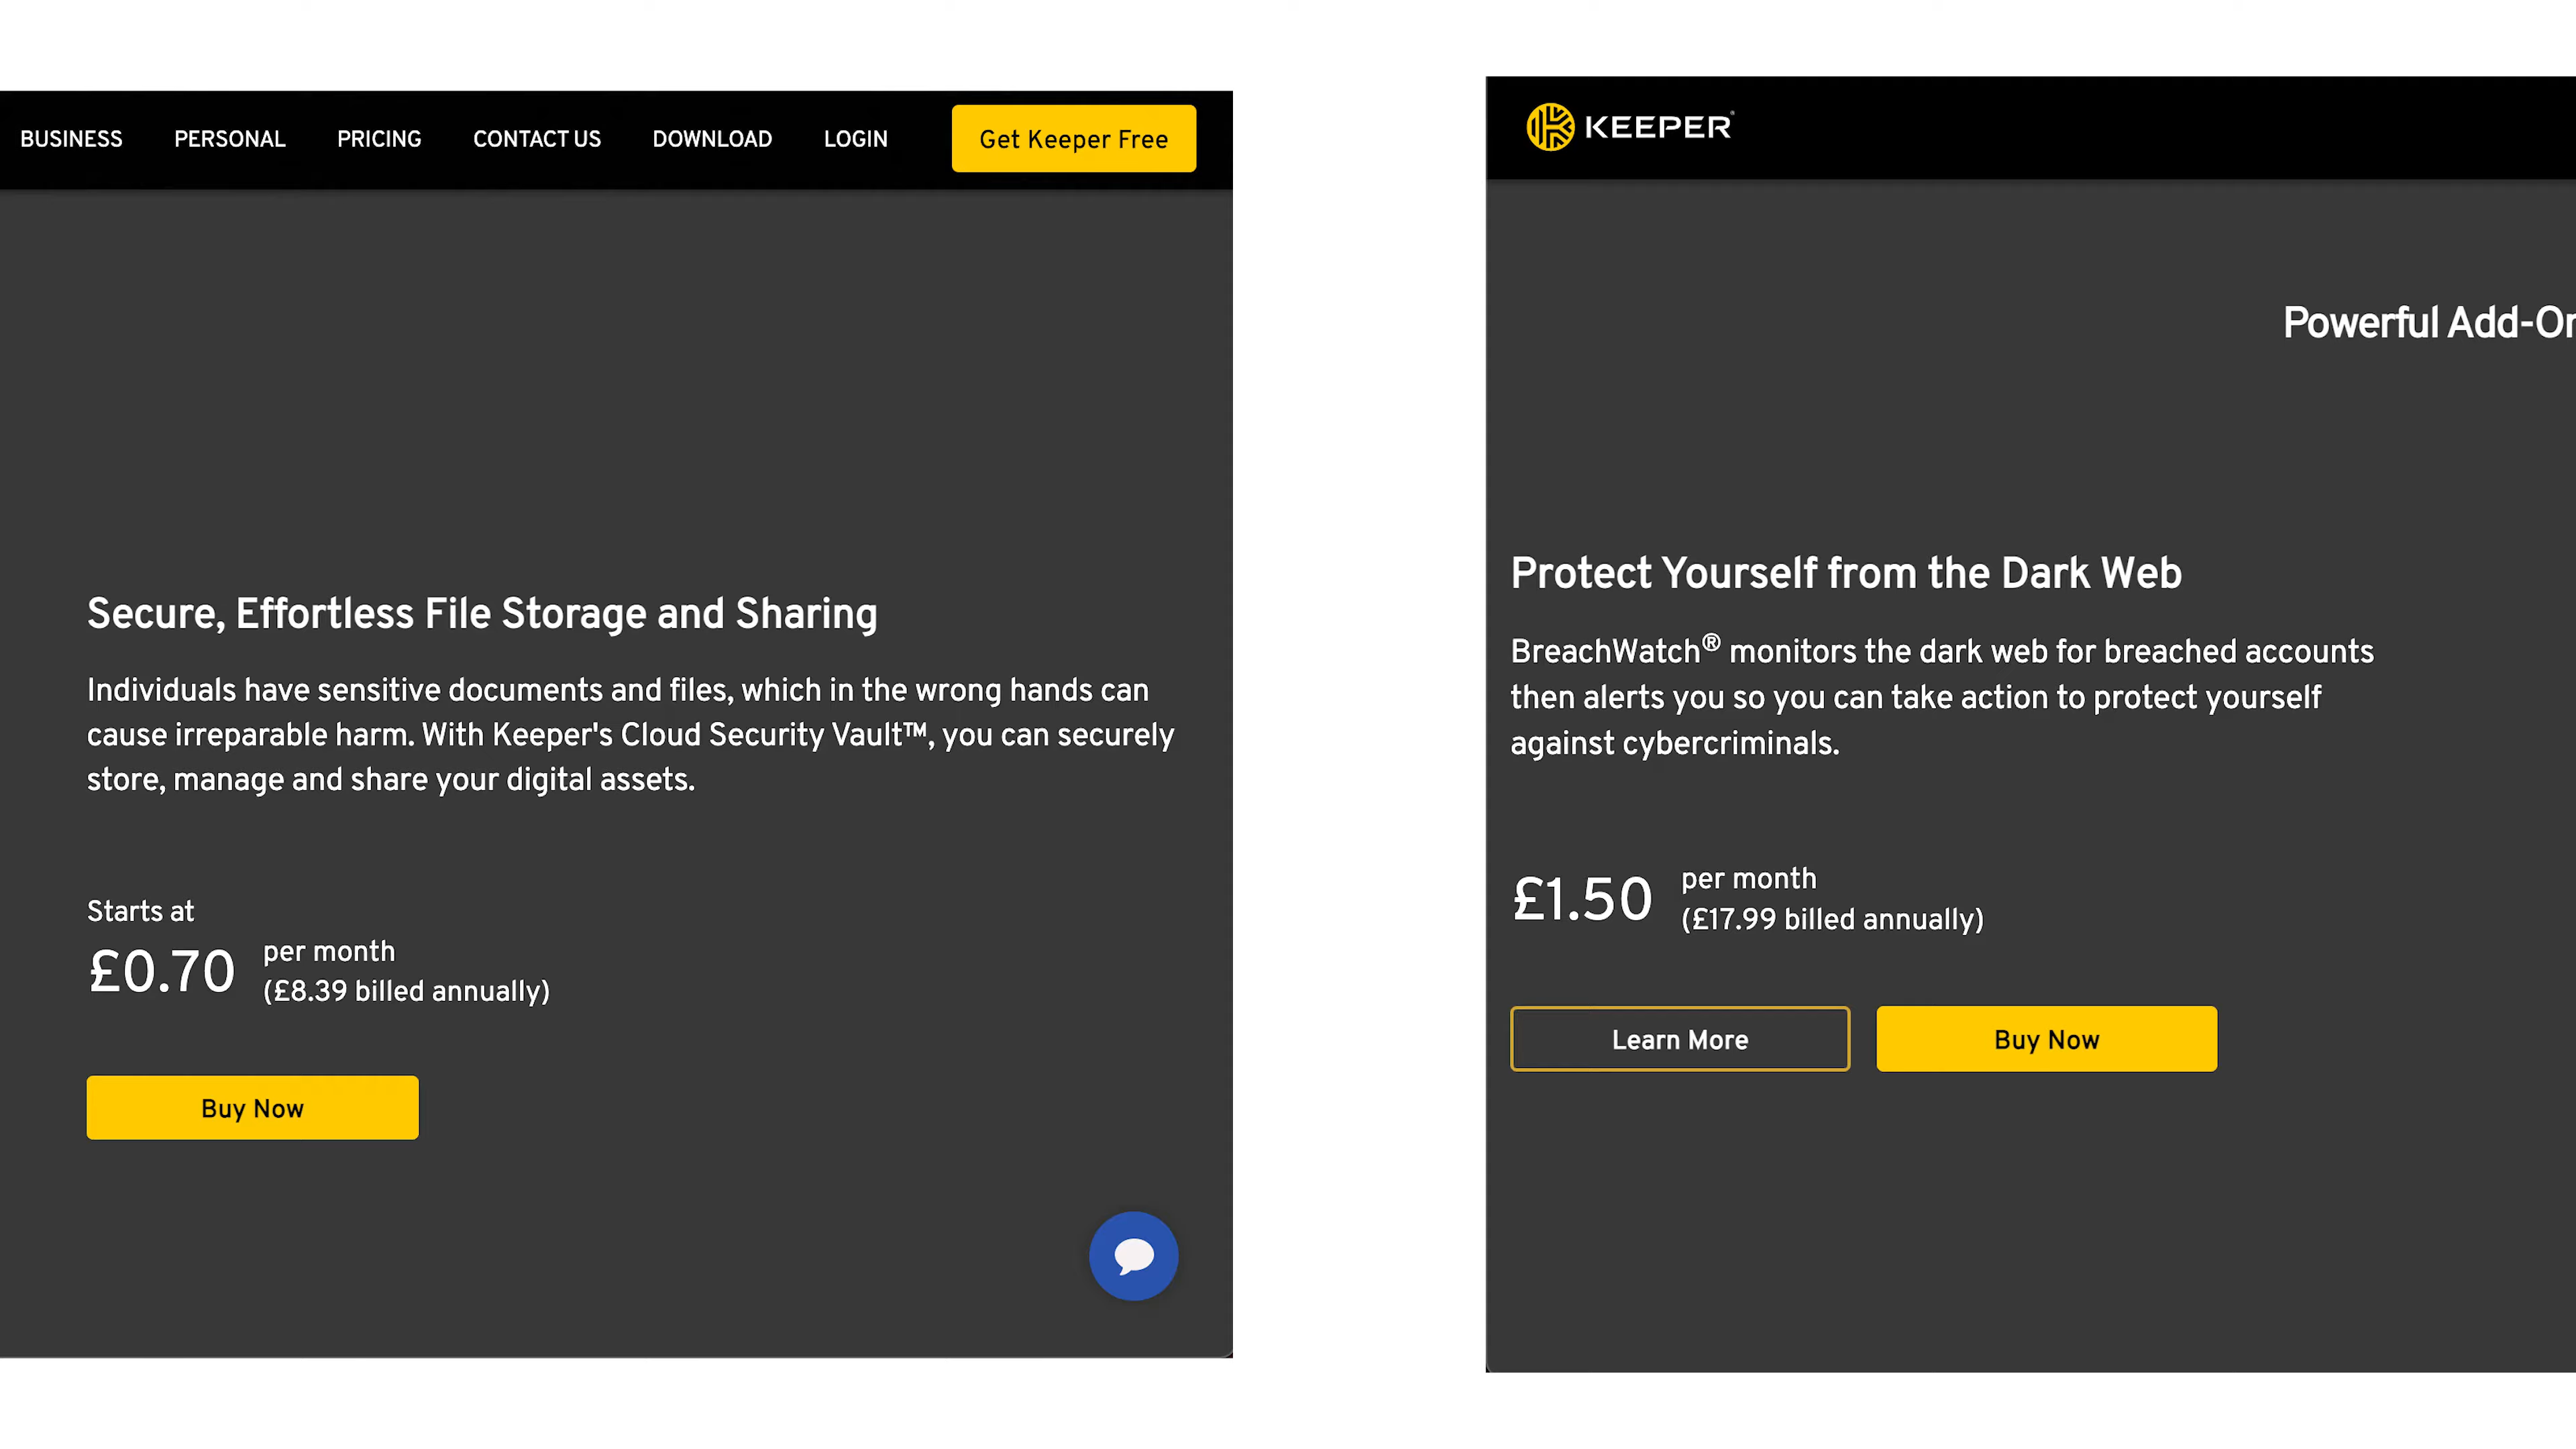 BUSINESS PERSONAL PRICING CONTACT US DOWNLOAD LOGIN Get Keeper Free
Secure, Effortless File Storage and Sharing
Individuals have sensitive documents and files, which in the wrong hands can
cause irreparable harm. With Keeper's Cloud Security Vault™, you can securely
store, manage and share your digital assets.
Starts at
£0.70 per month
(£8.39 billed annually)
Buy Now
KEEPER®
Powerful Add-On
Protect Yourself from the Dark Web
BreachWatch® monitors the dark web for breached accounts
then alerts you so you can take action to protect yourself
against cybercriminals.
£1.50 per month
(£17.99 billed annually)
Learn More Buy Now